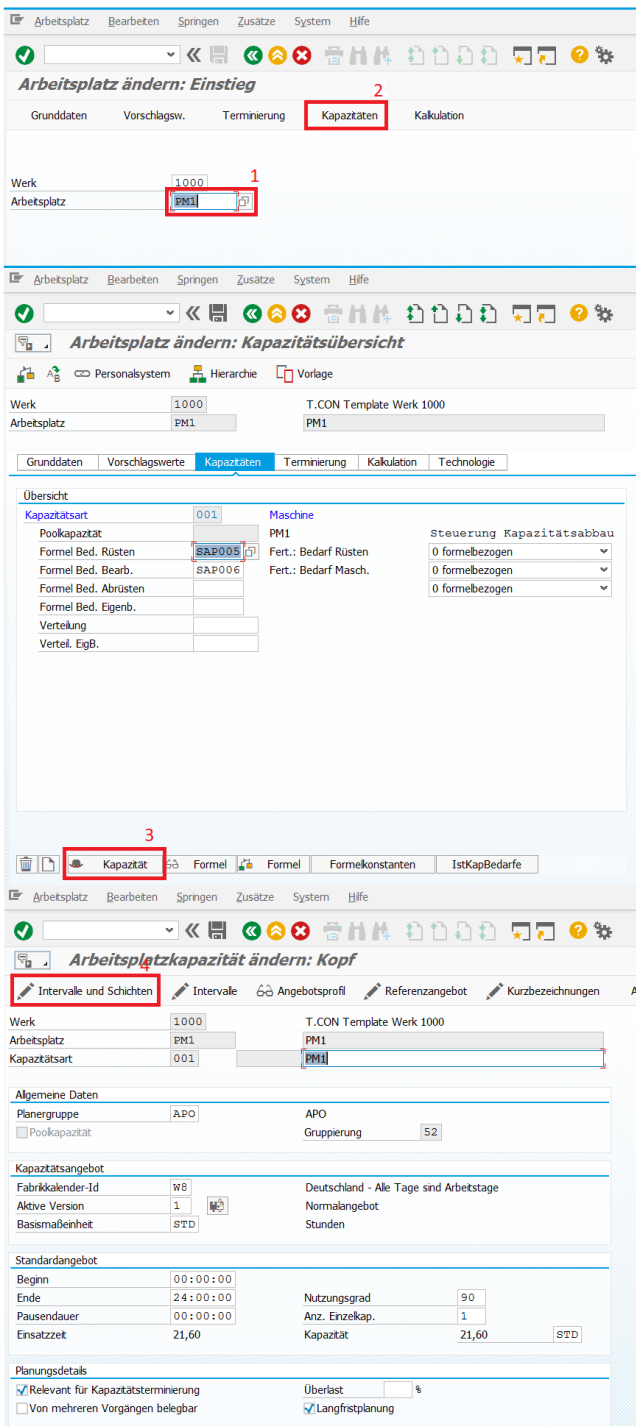 Arbeitsplatz Bearbeiten Springen Zusätze System Hilfe
Arbeitsplatz ändern: Einstieg
2
Grunddaten Vorschlagsw. Terminierung Kapazitäten Kalkulation
1
Werk 1000
Arbeitsplatz PM1
Arbeitsplatz Bearbeiten Springen Zusätze System Hilfe
Arbeitsplatz ändern: Kapazitätsübersicht
Personalsystem Hierarchie Vorlage
Werk 1000 T.CON Template Werk 1000
Arbeitsplatz PM1 PM1
Grunddaten Vorschlagswerte Kapazitäten Terminierung Kalkulation Technologie
Übersicht
Kapazitätsart 001 Maschine
Poolkapazität PM1 Steuerung Kapazitätsabbau
Formel Bed. Rüsten SAP005 Fert.: Bedarf Rüsten 0 formelbezogen
Formel Bed. Bearb. SAP006 Fert.: Bedarf Masch. 0 formelbezogen
Formel Bed. Abrüsten 0 formelbezogen
Formel Bed. Eigenb.
Verteilung
Verteil. EigB.
3
Kapazität Formel Formel Formelkonstanten IstKapBedarfe
Arbeitsplatz Bearbeiten Springen Zusätze System Hilfe
Arbeitsplatzkapazität ändern: Kopf
4
Intervalle und Schichten Intervalle Angebotsprofil Referenzangebot Kurzbezeichnungen A
Werk 1000 T.CON Template Werk 1000
Arbeitsplatz PM1 PM1
Kapazitätsart 001 PM1
Allgemeine Daten
Planergruppe APO APO
Poolkapazität Gruppierung 52
Kapazitätsangebot
Fabrikkalender-Id W8 Deutschland - Alle Tage sind Arbeitstage
Aktive Version 1 Normalangebot
Basismaßeinheit STD Stunden
Standardangebot
Beginn 00:00:00
Ende 24:00:00 Nutzungsgrad 90
Pausendauer 00:00:00 Anz. Einzelkap. 1
Einsatzzeit 21,60 Kapazität 21,60 STD
Planungsdetails
Relevant für Kapazitätsterminierung Überlast %
Von mehreren Vorgängen belegbar Langfristplanung